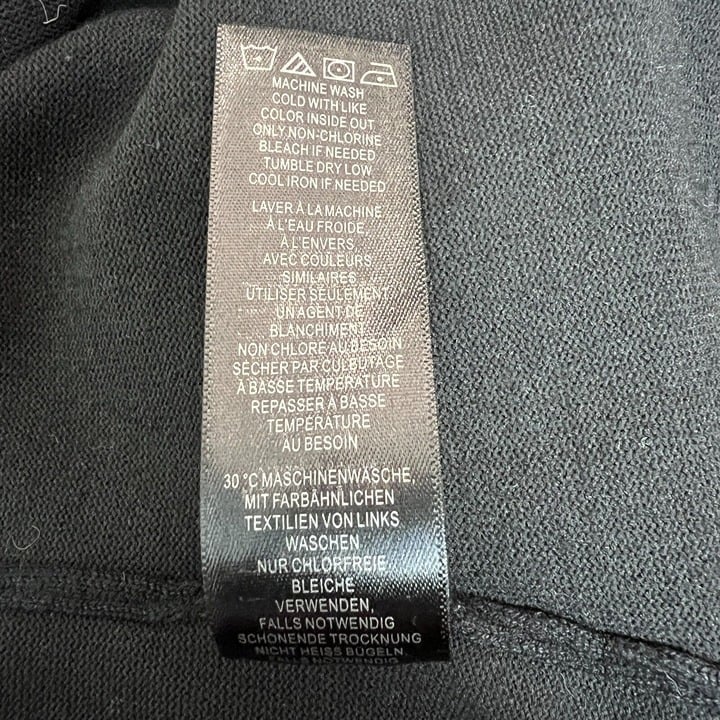 MACHINE WASH
COLD WITH LIKE
COLOR INSIDE OUT
ONLY NON-CHLORINE
BLEACH IF NEEDED
TUMBLE DRY LOW
COOL IRON IF NEEDED
LAVER À LA MACHINE
À L'EAU FROIDE,
À L'ENVERS
AVEC COULEURS
SIMILAIRES
UTILISER SEULEMENT
UN AGENT DE
BLANCHIMENT
NON CHLORE AU BESOIN
SÉCHER PAR CULBUTAGE
À BASSE TEMPÉRATURE
REPASSER À BASSE
TEMPÉRATURE
AU BESOIN
30 °C MASCHINENWÄSCHE,
MIT FARBÄHNLICHEN
TEXTILIEN VON LINKS
WASCHEN
NUR CHLORFREIE
BLEICHE
VERWENDEN,
FALLS NOTWENDIG
SCHONENDE TROCKNUNG
NICHT HEISS BÜGELN,
FALLS NOTWENDIG